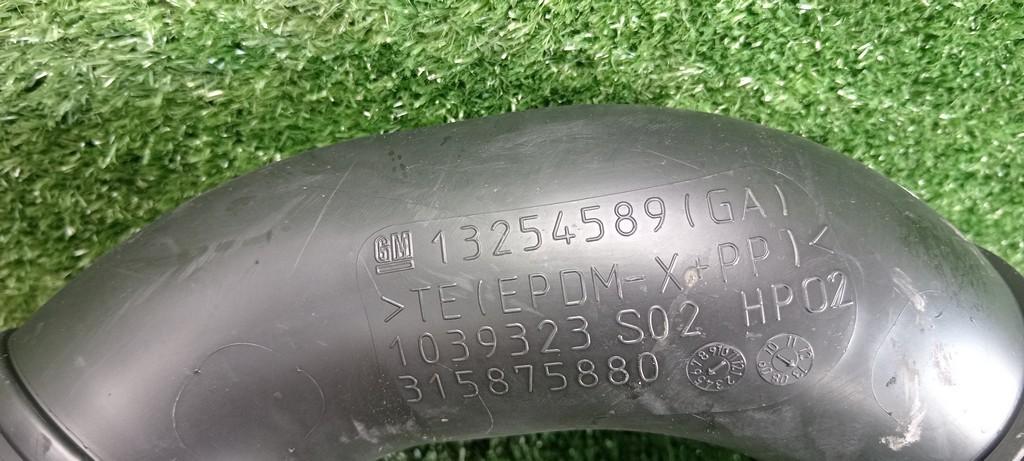 GM 13254589(GA)
>TE(EPDM-X+PP)<
1039323 S02 HP02
315875880